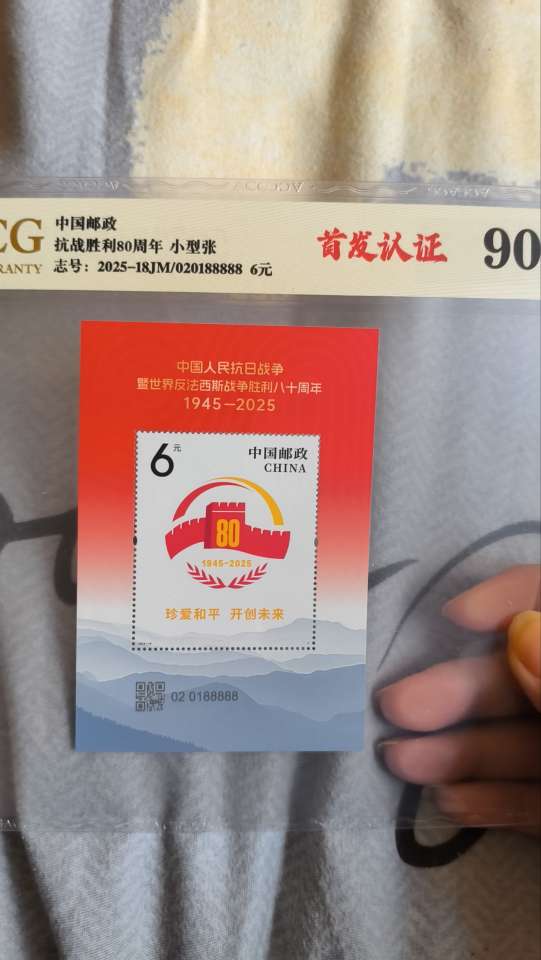 CG
RANTY
中国邮政
抗战胜利80周年 小型张
志号：2025-18JM/020188888 6元
首发认证
90
中国人民抗日战争
暨世界反法西斯战争胜利八十周年
1945—2025
6元
中国邮政
CHINA
80
1945-2025
珍爱和平 开创未来
02 0188888